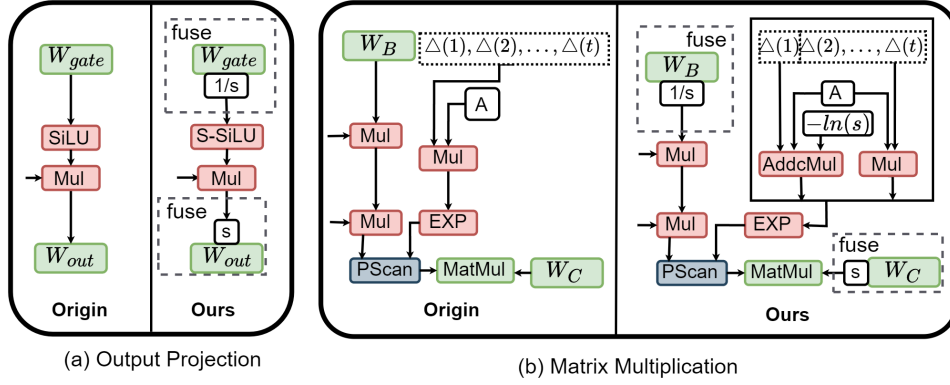 fuse
W_gate
W_gate
1/s
SiLU
S-SiLU
Mul
Mul
fuse
s
W_out
W_out
Origin
Ours
(a) Output Projection
W_B
△(1), △(2), . . . , △(t)
A
Mul
Mul
Mul
EXP
PScan
MatMul
W_C
Origin
fuse
W_B
1/s
△(1) △(2), . . . , △(t)
A
−ln(s)
Mul
AddcMul
Mul
Mul
EXP
fuse
PScan
MatMul
s
W_C
Ours
(b) Matrix Multiplication